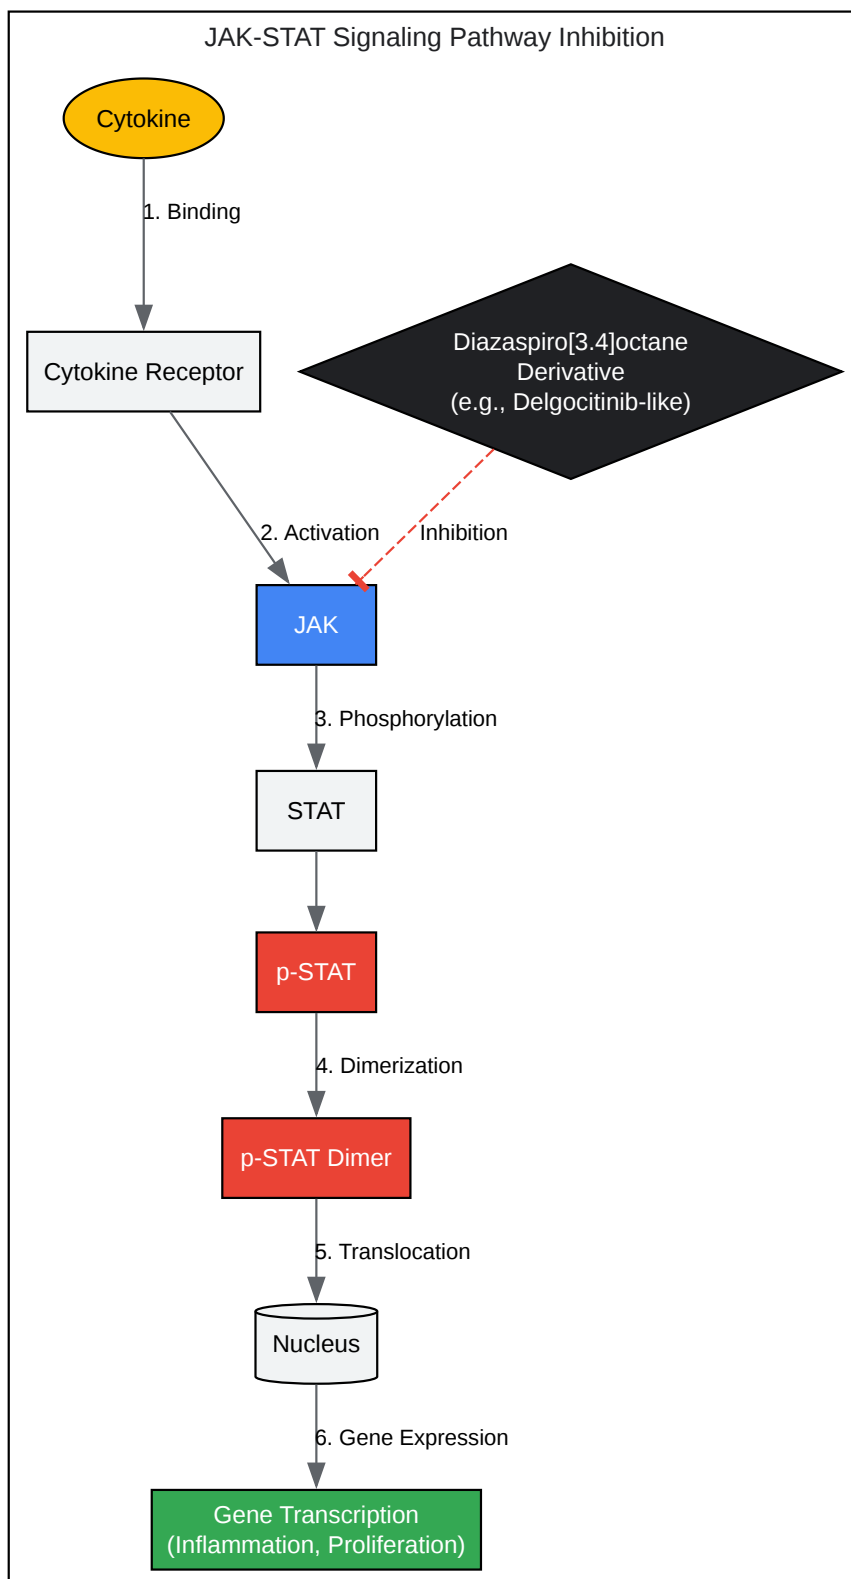 JAK-STAT Signaling Pathway Inhibition
Cytokine
1. Binding
Cytokine Receptor
Diazaspiro[3.4]octane
Derivative
(e.g., Delgocitinib-like)
2. Activation
Inhibition
JAK
3. Phosphorylation
STAT
p-STAT
4. Dimerization
p-STAT Dimer
5. Translocation
Nucleus
6. Gene Expression
Gene Transcription
(Inflammation, Proliferation)